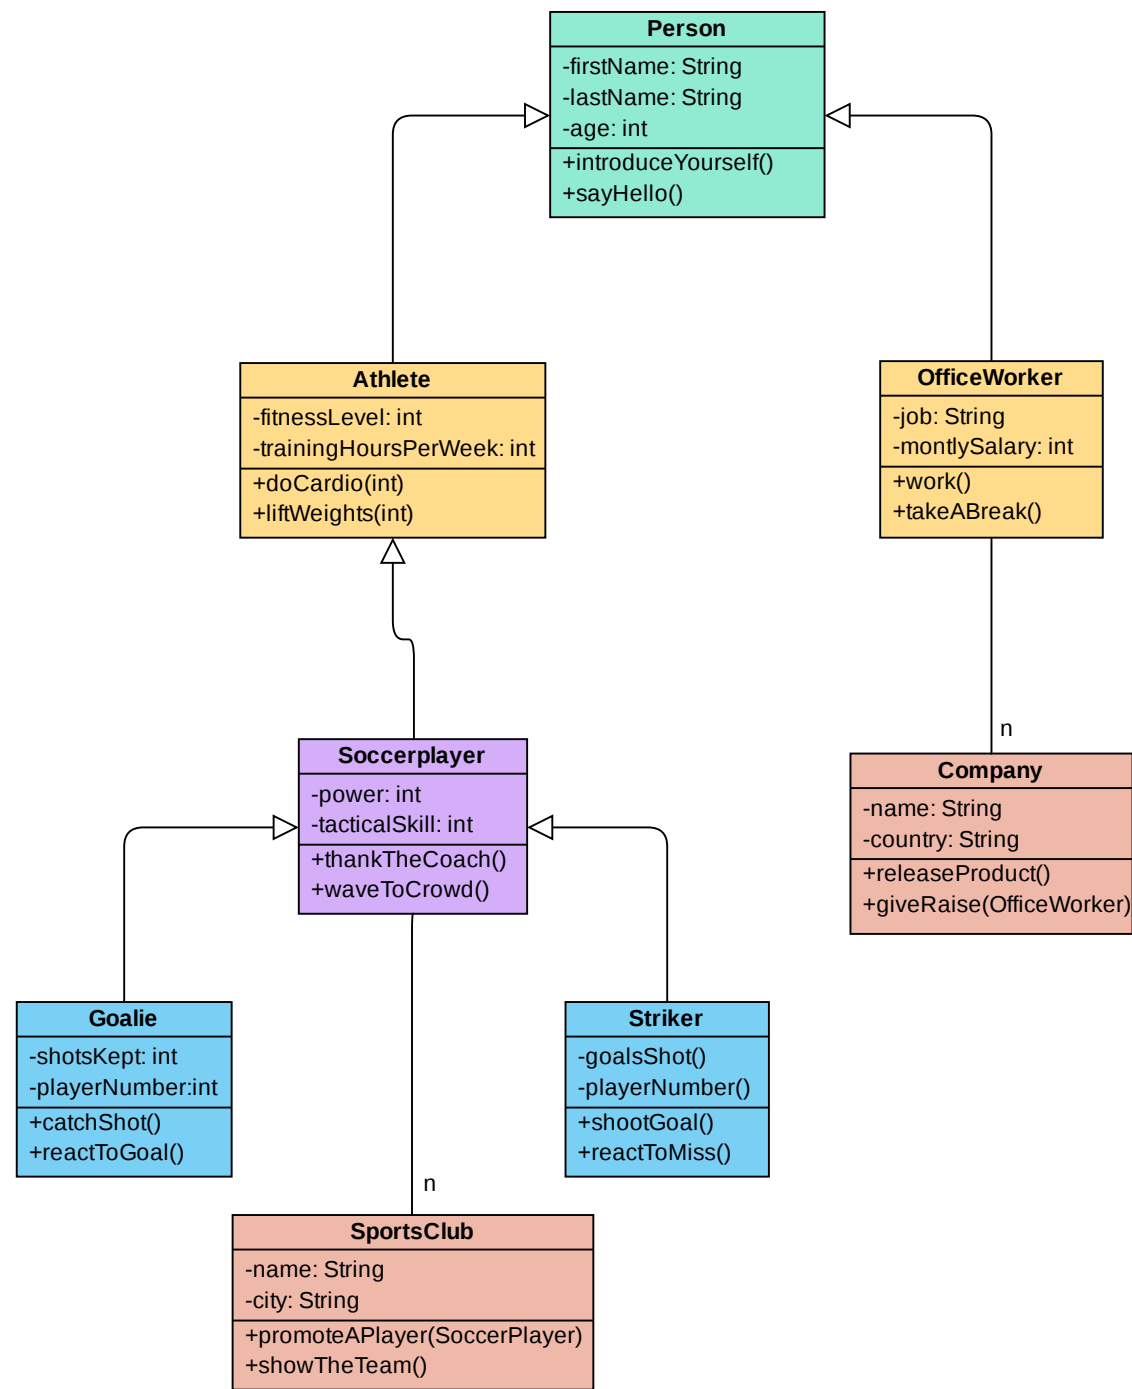 Person
-firstName: String
-lastName: String
-age: int
+introduceYourself()
+sayHello()
Athlete
-fitnessLevel: int
-trainingHoursPerWeek: int
+doCardio(int)
+liftWeights(int)
OfficeWorker
-job: String
-montlySalary: int
+work()
+takeABreak()
n
Soccerplayer
-power: int
-tacticalSkill: int
+thankTheCoach()
+waveToCrowd()
Company
-name: String
-country: String
+releaseProduct()
+giveRaise(OfficeWorker)
Goalie
-shotsKept: int
-playerNumber:int
+catchShot()
+reactToGoal()
Striker
-goalsShot()
-playerNumber()
+shootGoal()
+reactToMiss()
n
SportsClub
-name: String
-city: String
+promoteAPlayer(SoccerPlayer)
+showTheTeam()